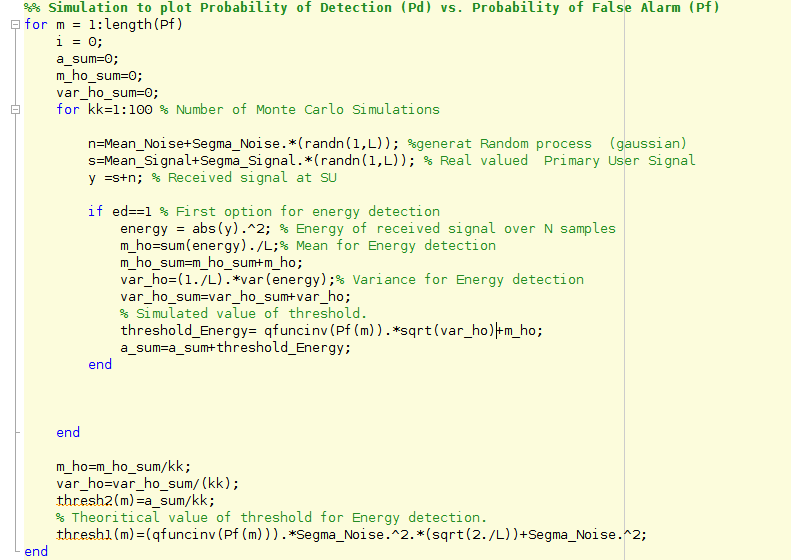 %% Simulation to plot Probability of Detection (Pd) vs. Probability of False Alarm (Pf)
for m = 1:length(Pf)
    i = 0;
    a_sum=0;
    m_ho_sum=0;
    var_ho_sum=0;
    for kk=1:100 % Number of Monte Carlo Simulations
        n=Mean_Noise+Segma_Noise.*(randn(1,L)); %generat Random process  (gaussian)
        s=Mean_Signal+Segma_Signal.*(randn(1,L)); % Real valued  Primary User Signal
        y =s+n; % Received signal at SU
        if ed==1 % First option for energy detection
            energy = abs(y).^2; % Energy of received signal over N samples
            m_ho=sum(energy)./L;% Mean for Energy detection
            m_ho_sum=m_ho_sum+m_ho;
            var_ho=(1./L).*var(energy);% Variance for Energy detection
            var_ho_sum=var_ho_sum+var_ho;
            % Simulated value of threshold.
            threshold_Energy= qfuncinv(Pf(m)).*sqrt(var_ho)+m_ho;
            a_sum=a_sum+threshold_Energy;
        end
    end
    m_ho=m_ho_sum/kk;
    var_ho=var_ho_sum/(kk);
    thresh2(m)=a_sum/kk;
    % Theoritical value of threshold for Energy detection.
    thresh1(m)=(qfuncinv(Pf(m))).*Segma_Noise.^2.*(sqrt(2./L))+Segma_Noise.^2;
end